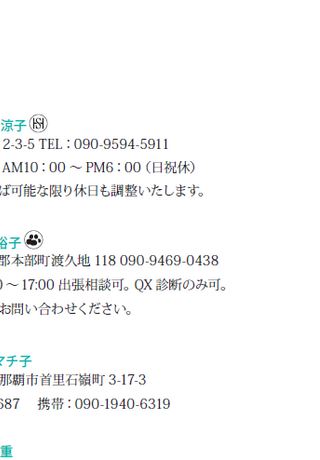 涼子
2-3-5 TEL：090-9594-5911
AM10：00 〜 PM6：00（日祝休）
ば可能な限り休日も調整いたします。
裕子
郡本部町渡久地 118 090-9469-0438
0 〜 17:00 出張相談可。QX 診断のみ可。
お問い合わせください。
マチ子
那覇市首里石嶺町 3-17-3
687 携帯：090-1940-6319
重